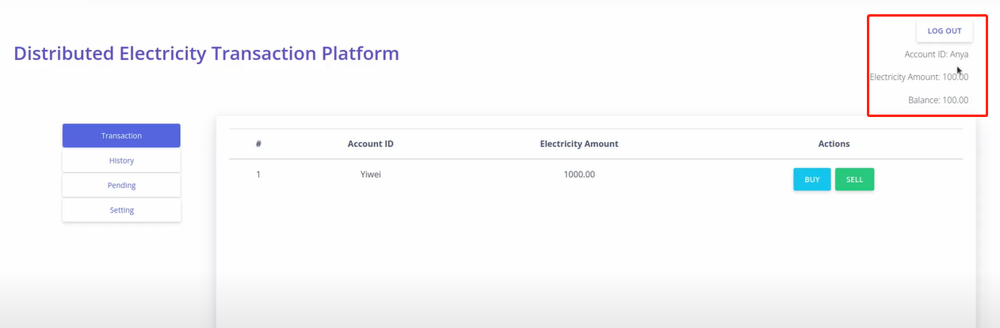 LOG OUT
Distributed Electricity Transaction Platform
Account ID: Anya
Electricity Amount: 100.00
Balance: 100.00
Transaction
History
Pending
Setting
# Account ID Electricity Amount Actions
1 Yiwei 1000.00 BUY SELL